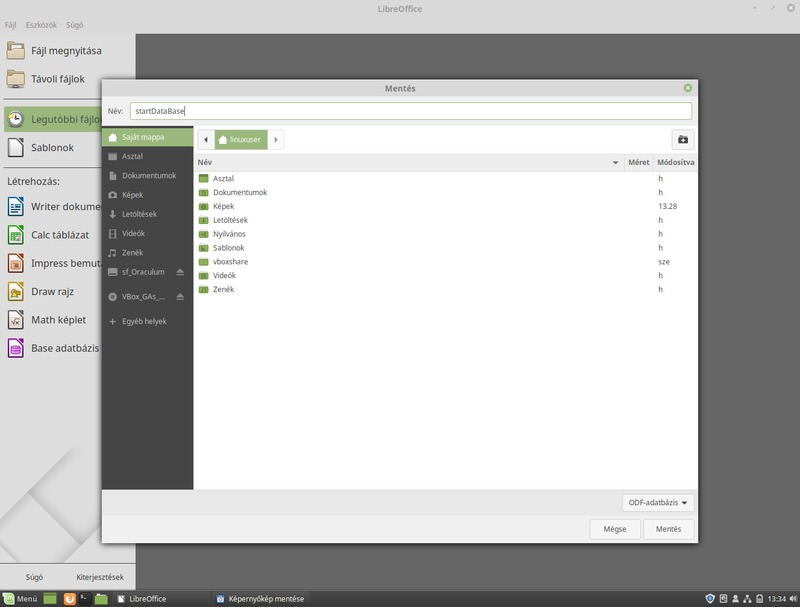 LibreOffice
Fájl Eszközök Súgó
Fájl megnyitása
Távoli fájlok
Legutóbbi fájlo
Sablonok
Létrehozás:
Writer dokume
Calc táblázat
Impress bemut
Draw rajz
Math képlet
Base adatbázis
Súgó Kiterjesztések
Mentés
Név: startDataBase
Saját mappa
Asztal
Dokumentumok
Képek
Letöltések
Videók
Zenék
sf_Oraculum
VBox_GAs_...
Egyéb helyek
linuxuser
Név Méret Módosítva
Asztal h
Dokumentumok h
Képek 13.28
Letöltések h
Nyilvános h
Sablonok h
vboxshare sze
Videók h
Zenék h
ODF-adatbázis
Mégse Mentés
Menü LibreOffice Képernyőkép mentése 13:34